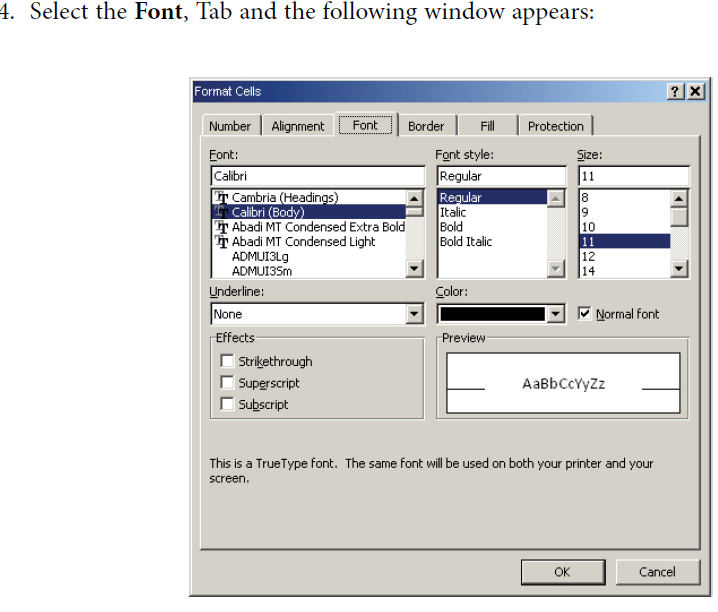 4. Select the Font, Tab and the following window appears:
Format Cells
Number Alignment Font Border Fill Protection
Font: Font style: Size:
Calibri Regular 11
Cambria (Headings) Regular 8
Calibri (Body) Italic 9
Abadi MT Condensed Extra Bold Bold 10
Abadi MT Condensed Light Bold Italic 11
ADMUI3Lg 12
ADMUI3Sm 14
Underline: Color:
None Normal font
Effects Preview
Strikethrough
Superscript AaBbCcYyZz
Subscript
This is a TrueType font. The same font will be used on both your printer and your
screen.
OK Cancel